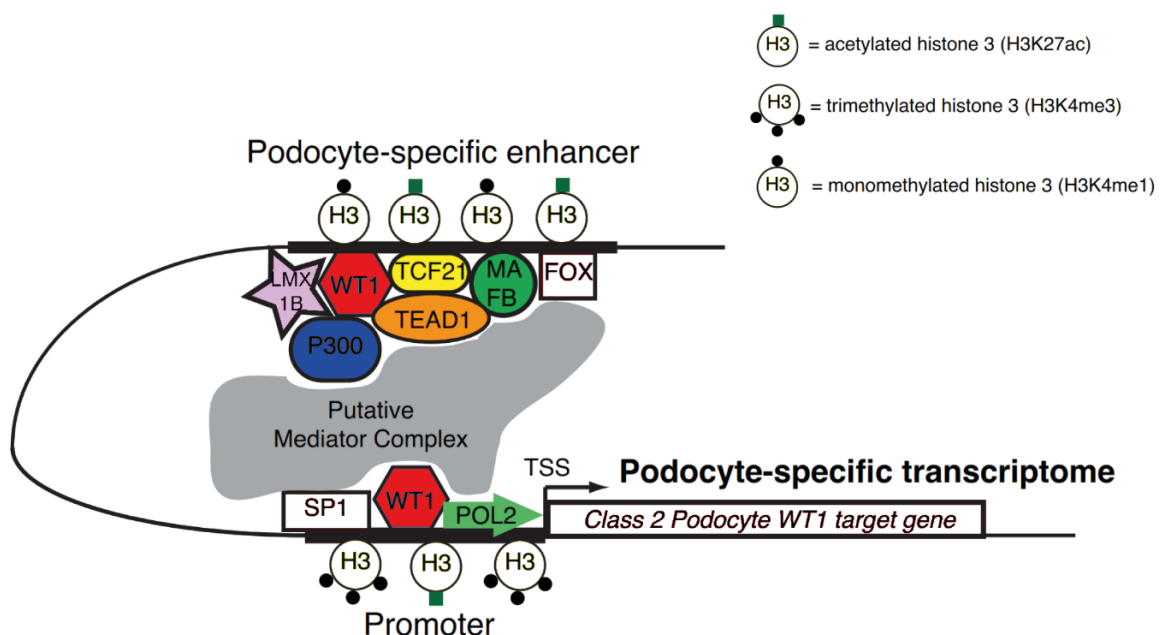 H3 = acetylated histone 3 (H3K27ac)
H3 = trimethylated histone 3 (H3K4me3)
H3 = monomethylated histone 3 (H3K4me1)
Podocyte-specific enhancer
H3 H3 H3 H3
LMX
1B
WT1
TCF21
MA
FB
FOX
TEAD1
P300
Putative
Mediator Complex
TSS
Podocyte-specific transcriptome
SP1
WT1
POL2
Class 2 Podocyte WT1 target gene
H3 H3 H3
Promoter